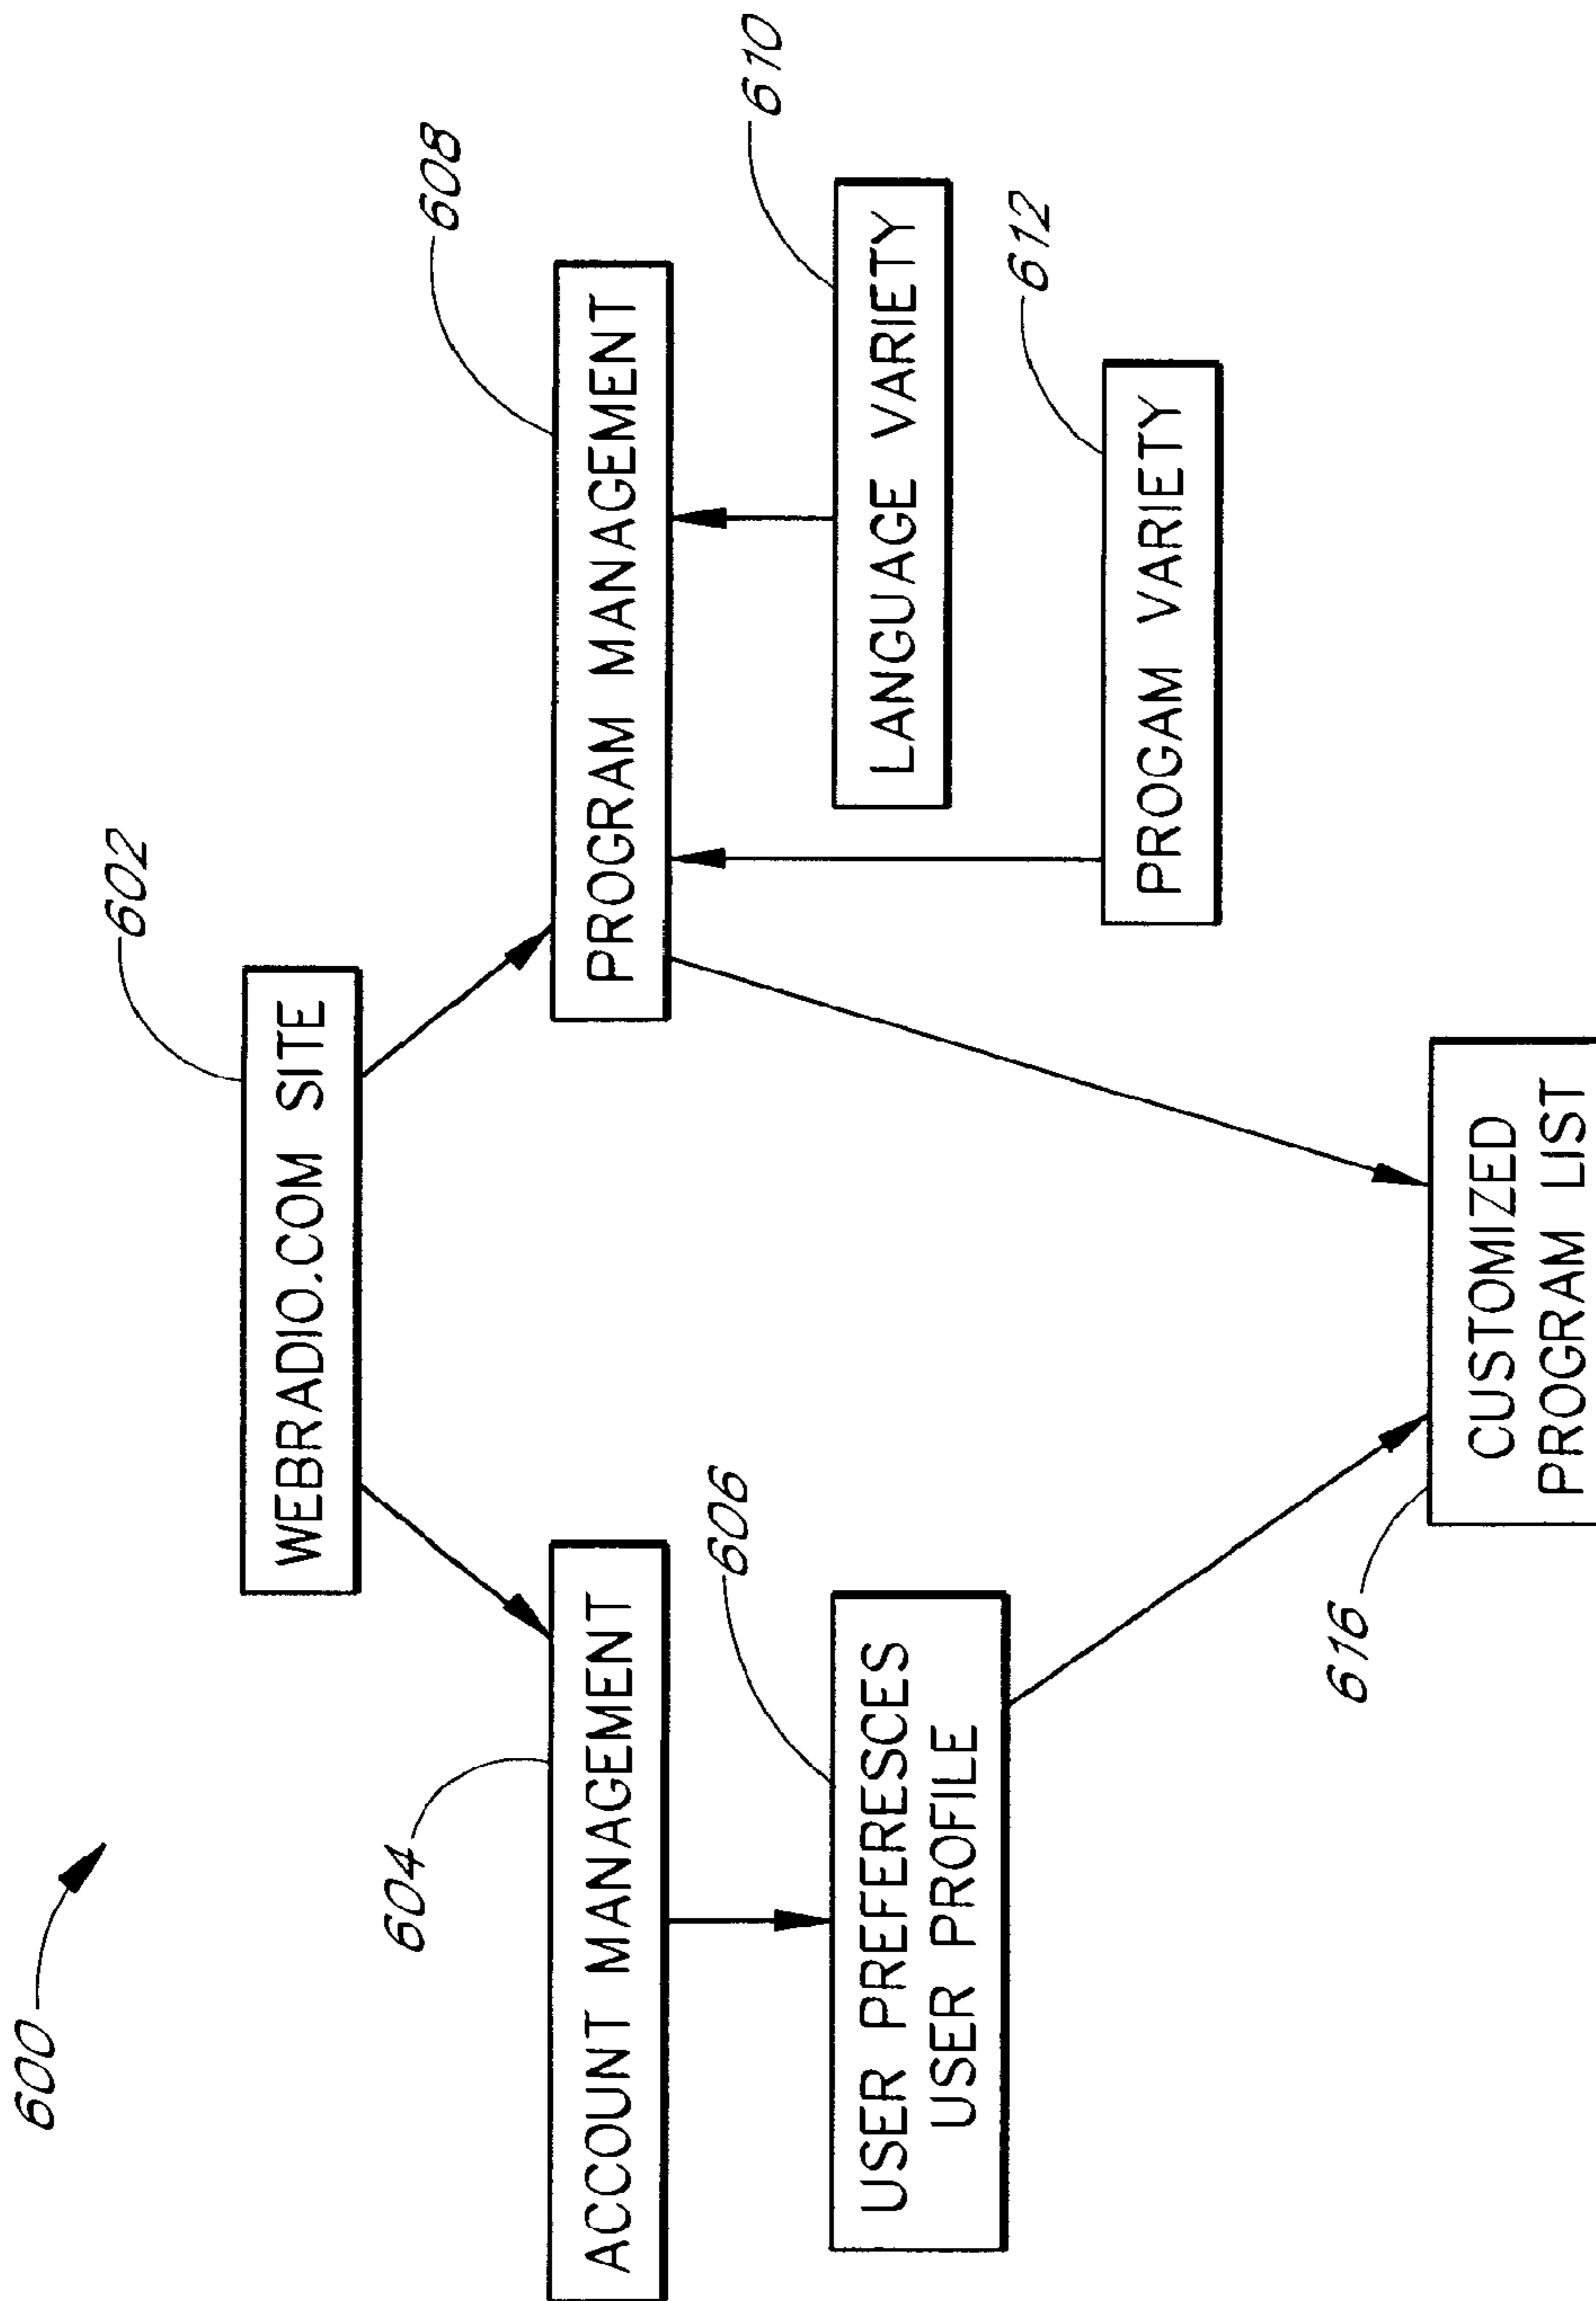 600
602
WEBRADIO.COM SITE
604
ACCOUNT MANAGEMENT
608
PROGRAM MANAGEMENT
606
USER PREFERESCES
USER PROFILE
610
LANGUAGE VARIETY
612
PROGAM VARIETY
616
CUSTOMIZED
PROGRAM LIST